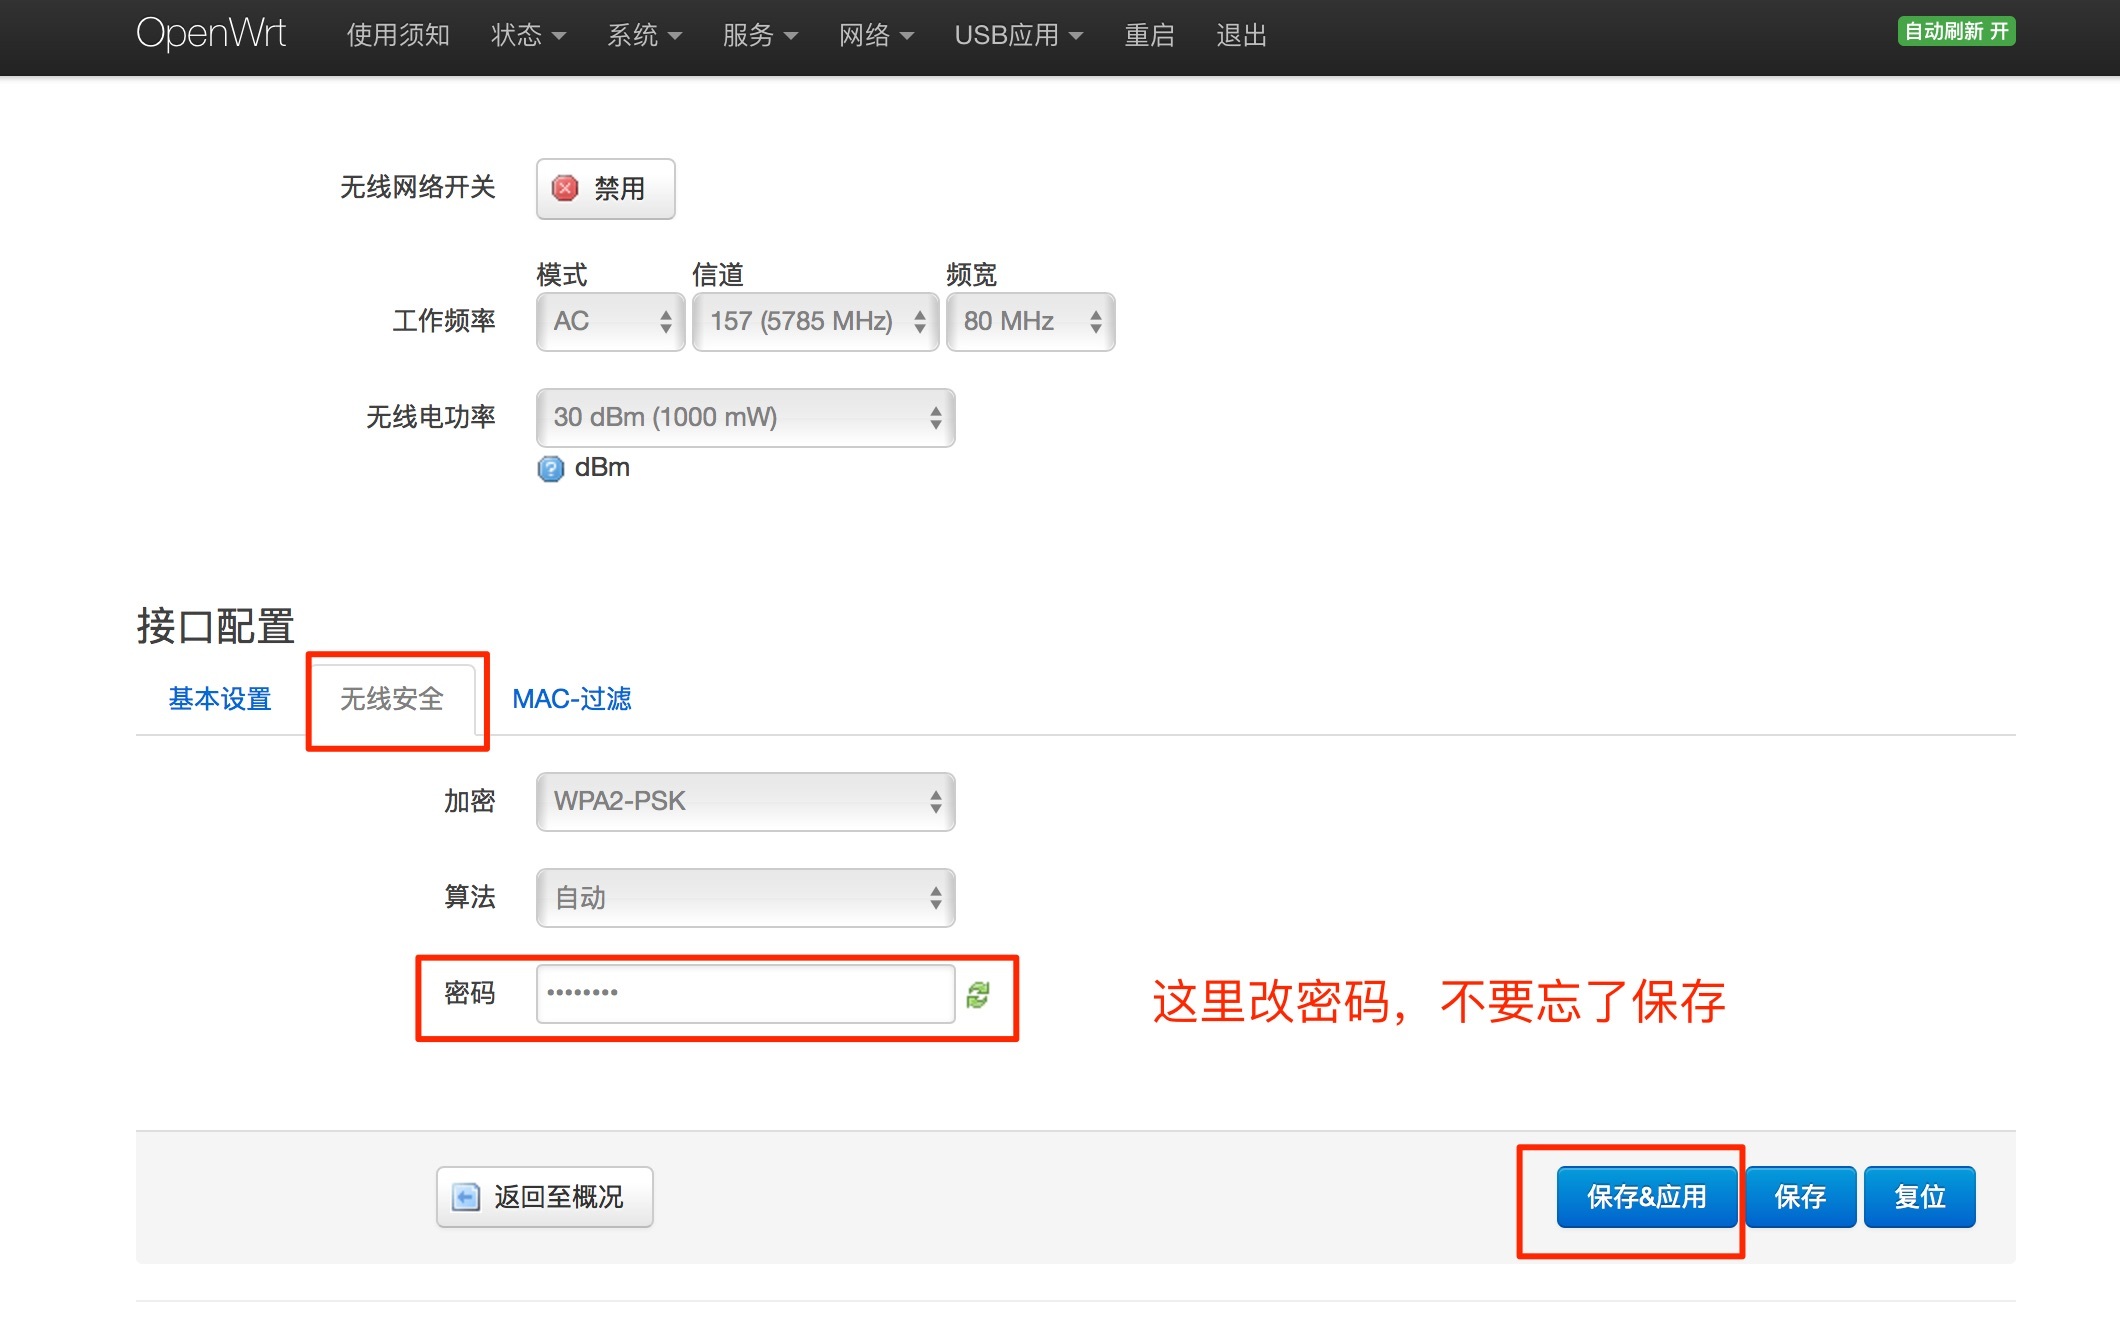 OpenWrt 使用须知 状态 系统 服务 网络 USB应用 重启 退出 自动刷新 开
无线网络开关 禁用
模式 信道 频宽
工作频率 AC 157 (5785 MHz) 80 MHz
无线电功率 30 dBm (1000 mW)
dBm
接口配置
基本设置 无线安全 MAC-过滤
加密 WPA2-PSK
算法 自动
密码 ••••••••
这里改密码，不要忘了保存
返回至概况 保存&应用 保存 复位